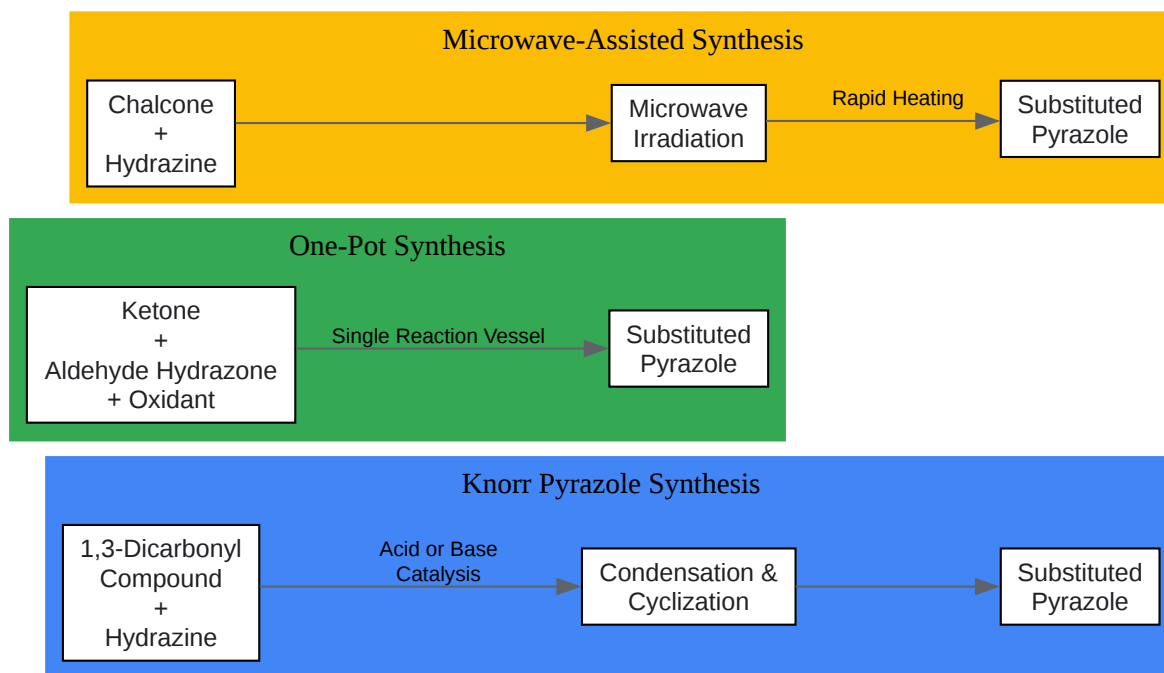 Microwave-Assisted Synthesis
Chalcone
+
Hydrazine
Microwave
Irradiation
Rapid Heating
Substituted
Pyrazole
One-Pot Synthesis
Ketone
+
Aldehyde Hydrazone
+ Oxidant
Single Reaction Vessel
Substituted
Pyrazole
Knorr Pyrazole Synthesis
1,3-Dicarbonyl
Compound
+
Hydrazine
Acid or Base
Catalysis
Condensation &
Cyclization
Substituted
Pyrazole